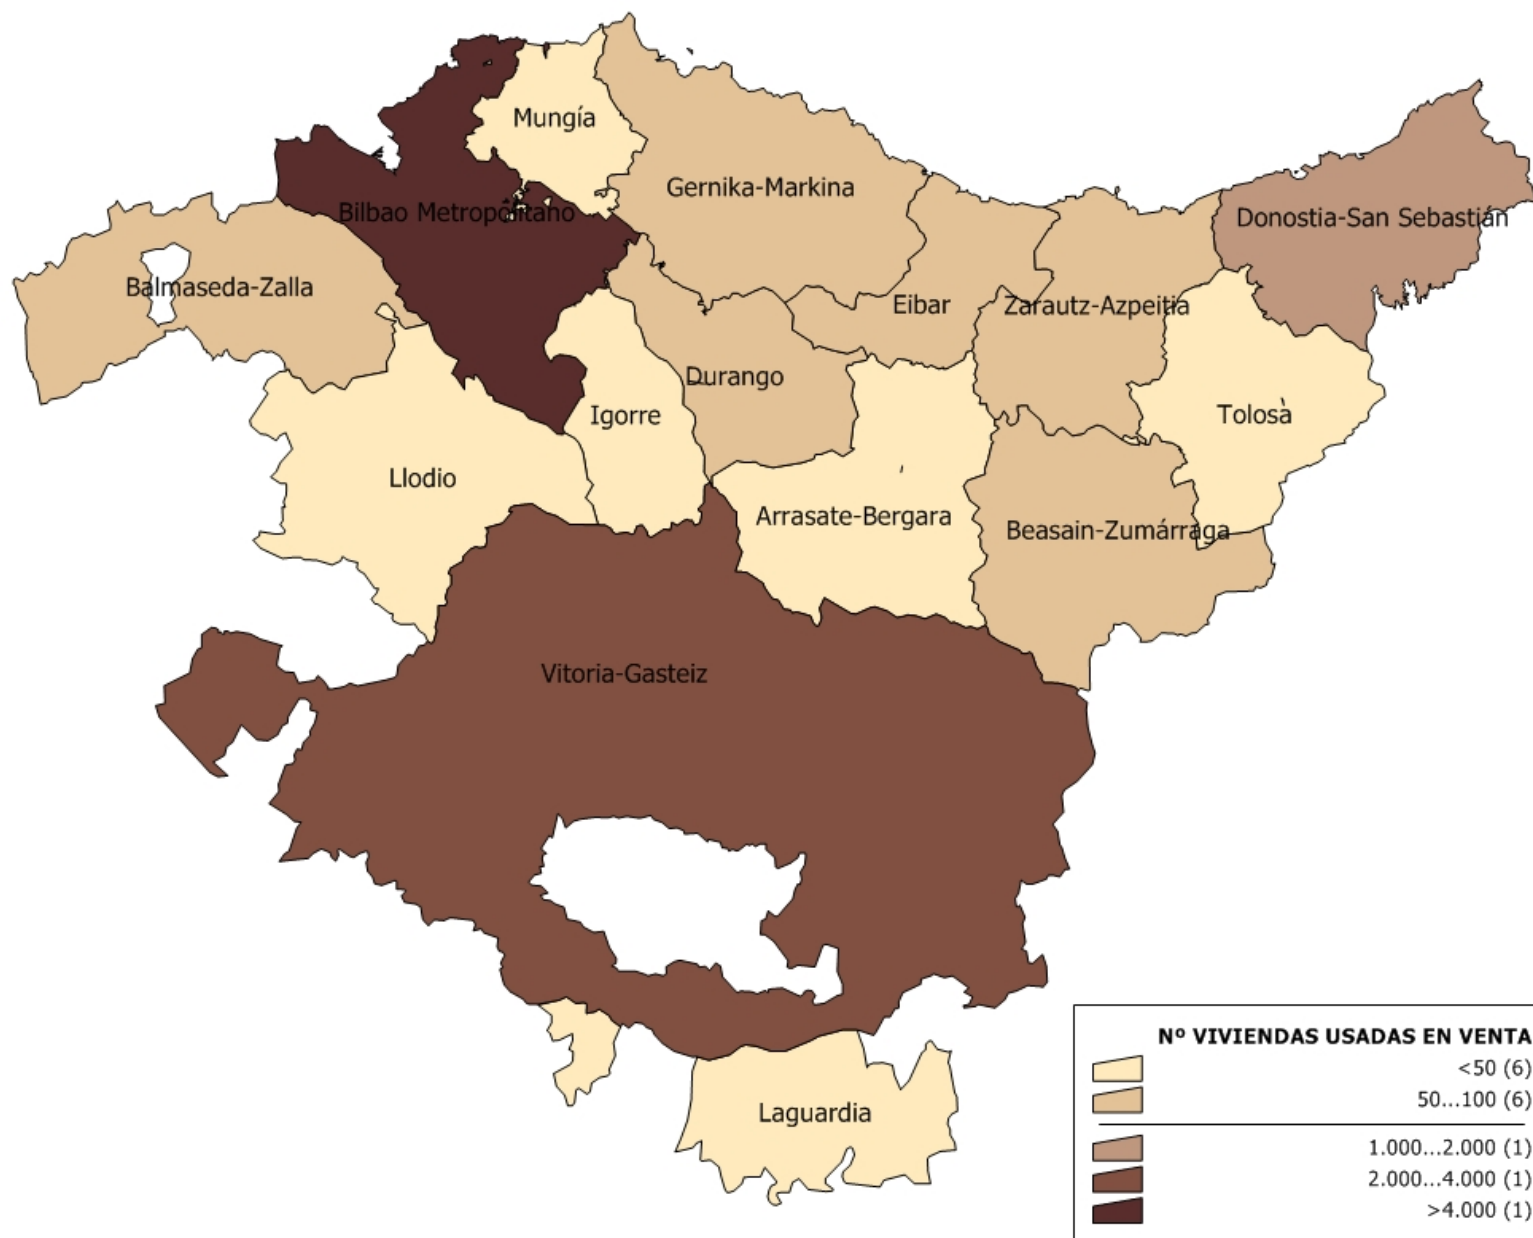 Mungía
Gernika-Markina
Bilbao Metropolitano
Donostia-San Sebastián
Balmaseda-Zalla
Eibar
Zarautz-Azpeitia
Durango
Igorre
Tolosa
Llodio
Arrasate-Bergara
Beasain-Zumárraga
Vitoria-Gasteiz
Laguardia
Nº VIVIENDAS USADAS EN VENTA
<50 (6)
50...100 (6)
1.000...2.000 (1)
2.000...4.000 (1)
>4.000 (1)